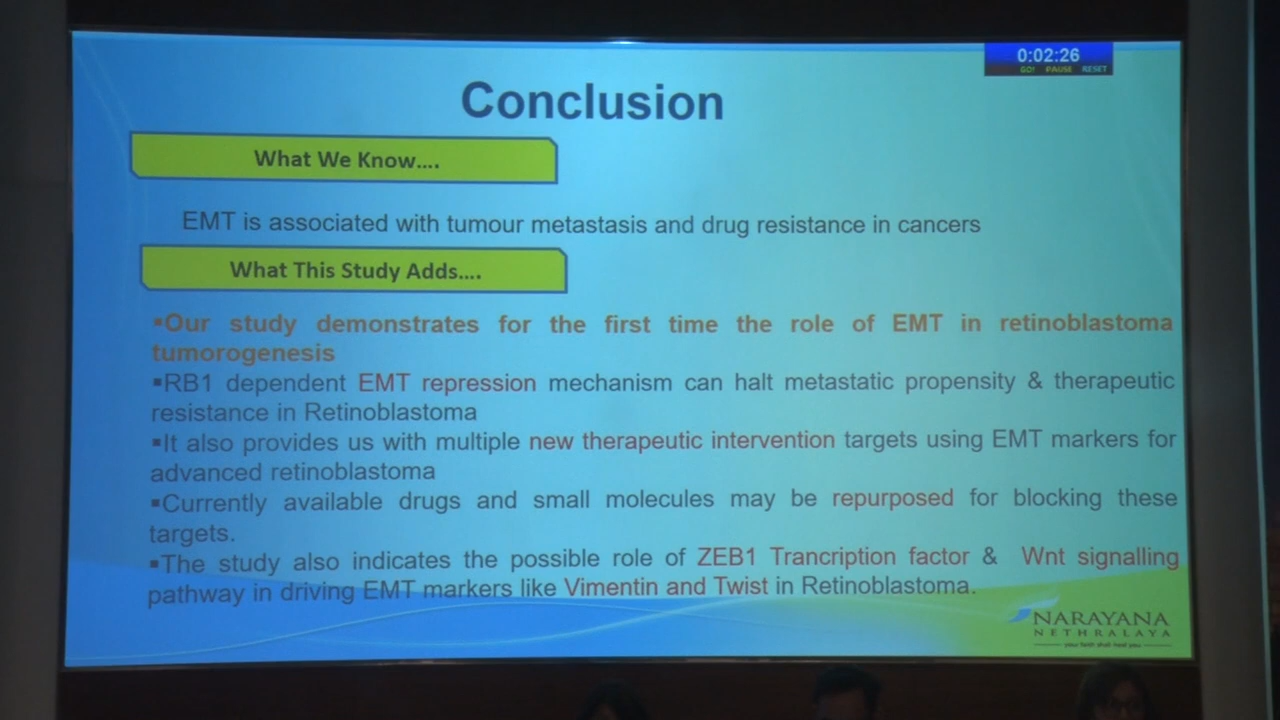 0:02:26
GO! PAUSE RESET
Conclusion
What We Know....
EMT is associated with tumour metastasis and drug resistance in cancers
What This Study Adds....
▪Our study demonstrates for the first time the role of EMT in retinoblastoma
tumorogenesis
▪RB1 dependent EMT repression mechanism can halt metastatic propensity & therapeutic
resistance in Retinoblastoma
▪It also provides us with multiple new therapeutic intervention targets using EMT markers for
advanced retinoblastoma
▪Currently available drugs and small molecules may be repurposed for blocking these
targets.
▪The study also indicates the possible role of ZEB1 Trancription factor & Wnt signalling
pathway in driving EMT markers like Vimentin and Twist in Retinoblastoma.
NARAYANA
NETHRALAYA
your faith shall heal you